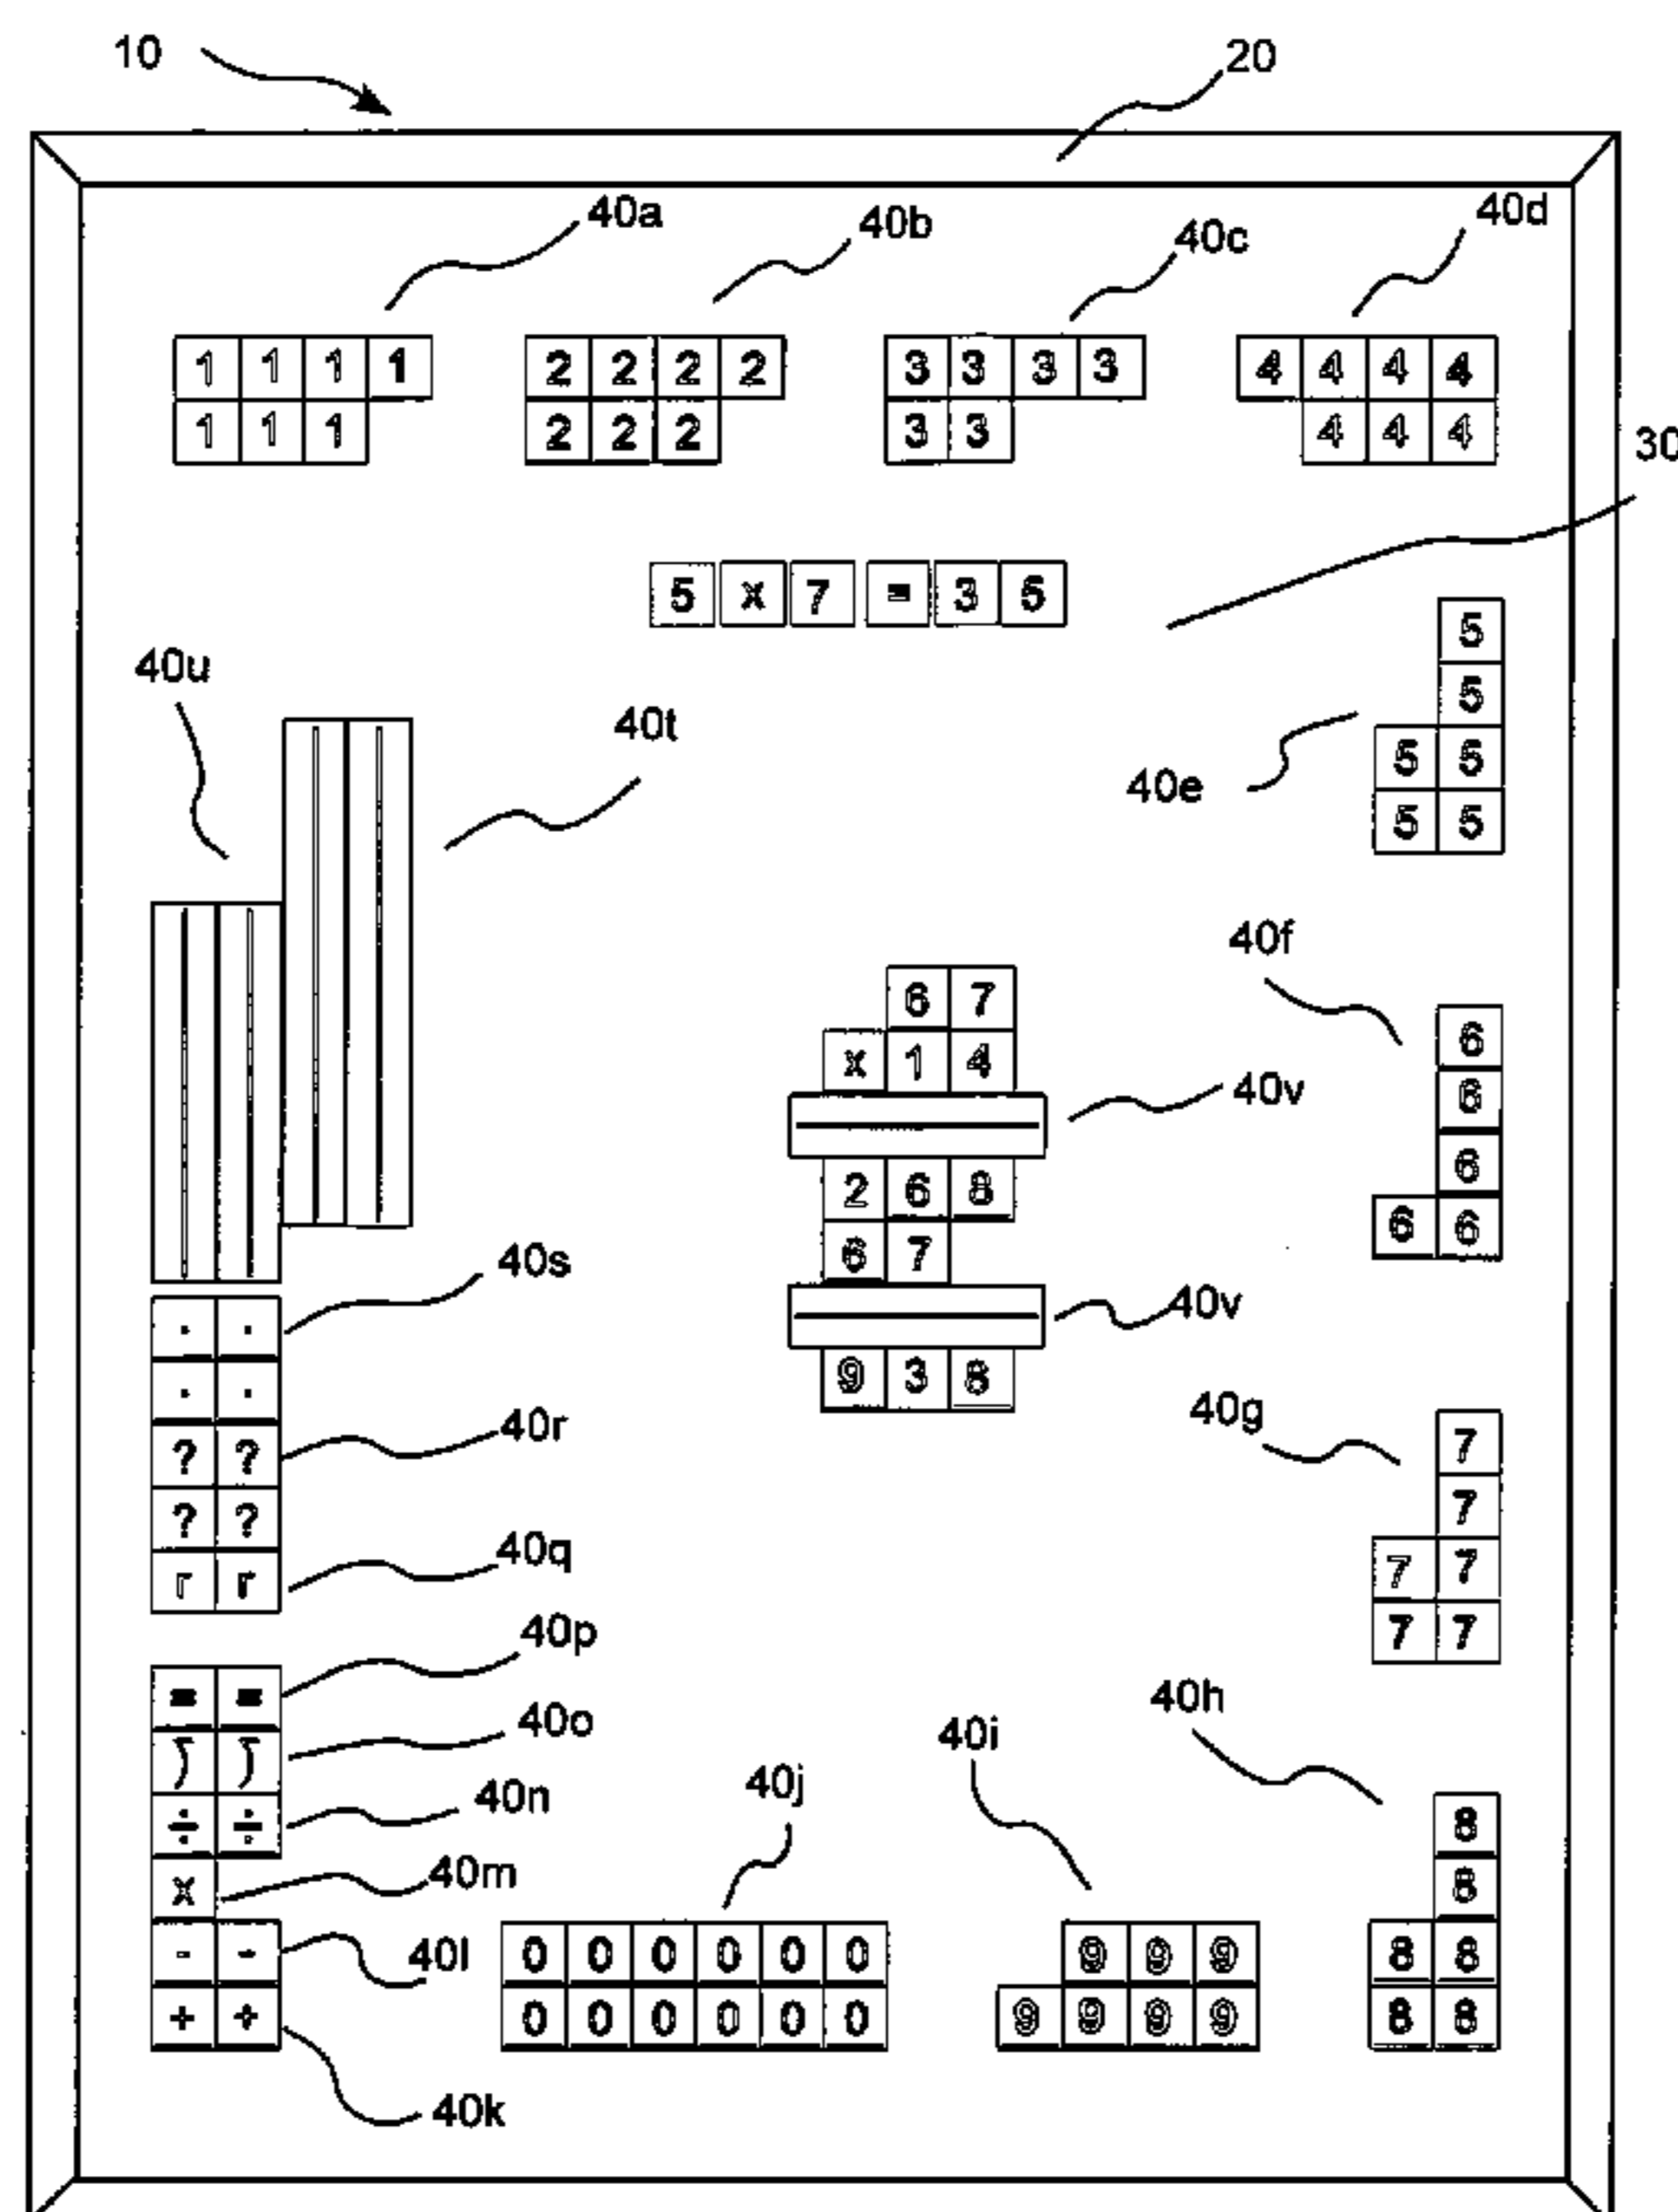 10
20
40a
40b
40c
40d
1 1 1 1
1 1 1
2 2 2 2
2 2 2
3 3 3 3
3 3
4 4 4 4
4 4 4
30
5 x 7 = 3 5
40u
40t
40e
5
5
5 5
5 5
40f
6
6
6
6 6
6 7
x 1 4
40v
2 6 8
6 7
40v
9 3 8
40s
. .
. .
40r
? ?
? ?
40q
r r
40g
7
7
7 7
7 7
40p
= =
40o
) )
40n
÷ ÷
40m
x
40l
- -
40k
+ +
40j
0 0 0 0 0 0
0 0 0 0 0 0
40i
9 9 9
9 9 9 9
40h
8
8
8 8
8 8